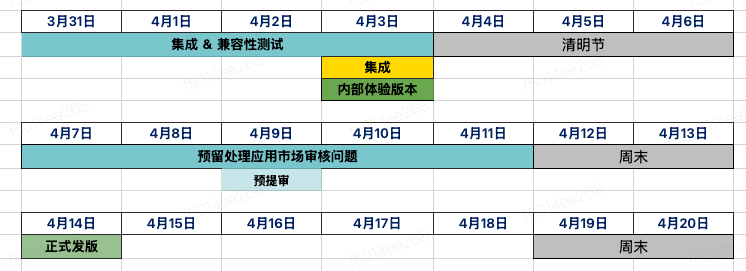 3月31日 4月1日 4月2日 4月3日 4月4日 4月5日 4月6日
集成 & 兼容性测试 清明节
集成
内部体验版本
4月7日 4月8日 4月9日 4月10日 4月11日 4月12日 4月13日
预留处理应用市场审核问题 周末
预提审
4月14日 4月15日 4月16日 4月17日 4月18日 4月19日 4月20日
正式发版 周末